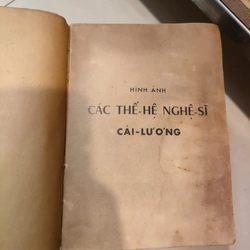 HÌNH ẢNH
CÁC THẾ-HỆ NGHỆ-SĨ
CẢI-LƯƠNG